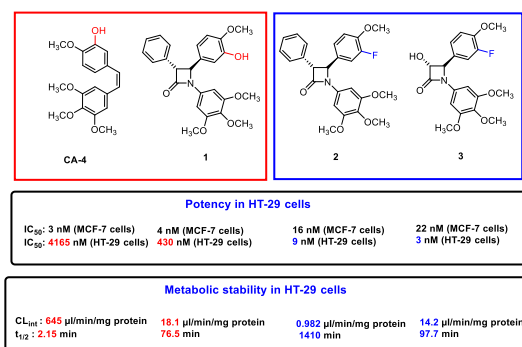 OH
CH₃O
CH₃O
CH₃O
OCH₃
CA-4
OCH₃
OH
O
N
OCH₃
OCH₃
OCH₃
1
OCH₃
F
O
N
OCH₃
OCH₃
OCH₃
2
OCH₃
HO
F
O
N
OCH₃
OCH₃
OCH₃
3
Potency in HT-29 cells
IC₅₀: 3 nM (MCF-7 cells) 4 nM (MCF-7 cells) 16 nM (MCF-7 cells) 22 nM (MCF-7 cells)
IC₅₀: 4165 nM (HT-29 cells) 430 nM (HT-29 cells) 9 nM (HT-29 cells) 3 nM (HT-29 cells)
Metabolic stability in HT-29 cells
CLᵢₙₜ : 645 µl/min/mg protein 18.1 µl/min/mg protein 0.982 µl/min/mg protein 14.2 µl/min/mg protein
t₁/₂ : 2.15 min 76.5 min 1410 min 97.7 min